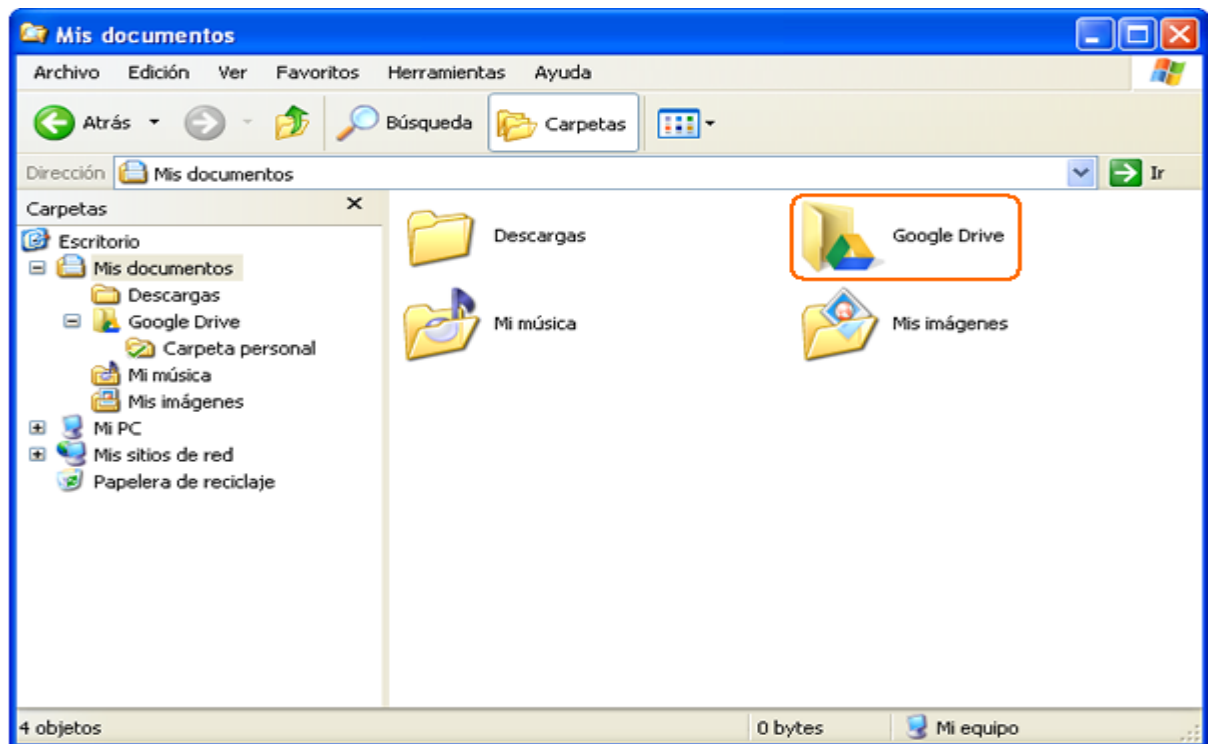 Mis documentos
Archivo Edición Ver Favoritos Herramientas Ayuda
Atrás Búsqueda Carpetas
Dirección Mis documentos Ir
Carpetas
Escritorio
Mis documentos
Descargas
Google Drive
Carpeta personal
Mi música
Mis imágenes
Mi PC
Mis sitios de red
Papelera de reciclaje
Descargas Google Drive
Mi música Mis imágenes
4 objetos 0 bytes Mi equipo